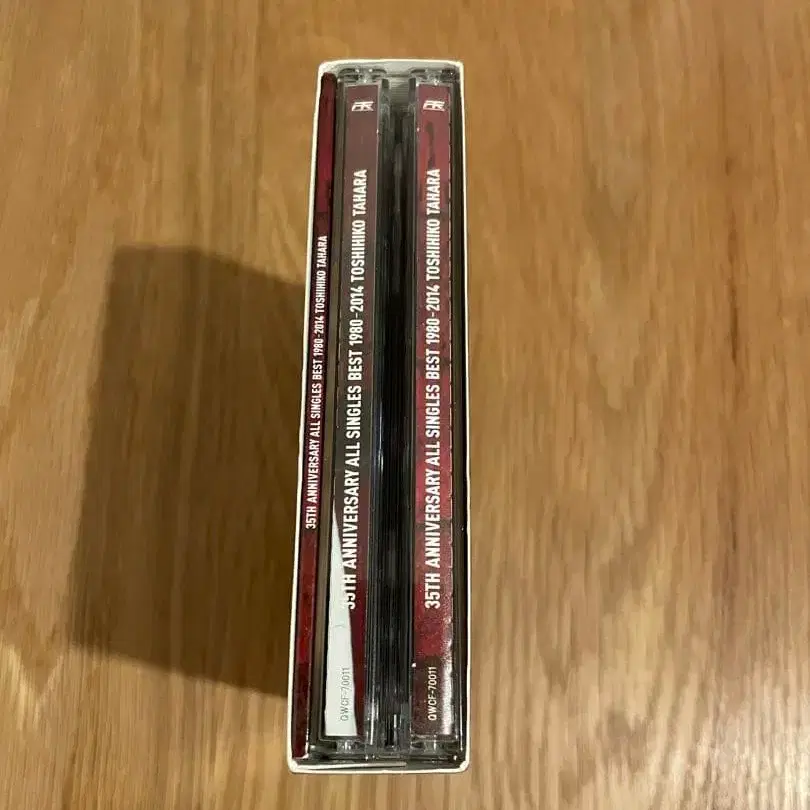 35TH ANNIVERSARY ALL SINGLES BEST 1980-2014 TOSHIHIKO TAHARA
QWCF-70011 35TH ANNIVERSARY ALL SINGLES BEST 1980-2014 TOSHIHIKO TAHARA
QWCF-70011 35TH ANNIVERSARY ALL SINGLES BEST 1980-2014 TOSHIHIKO TAHARA